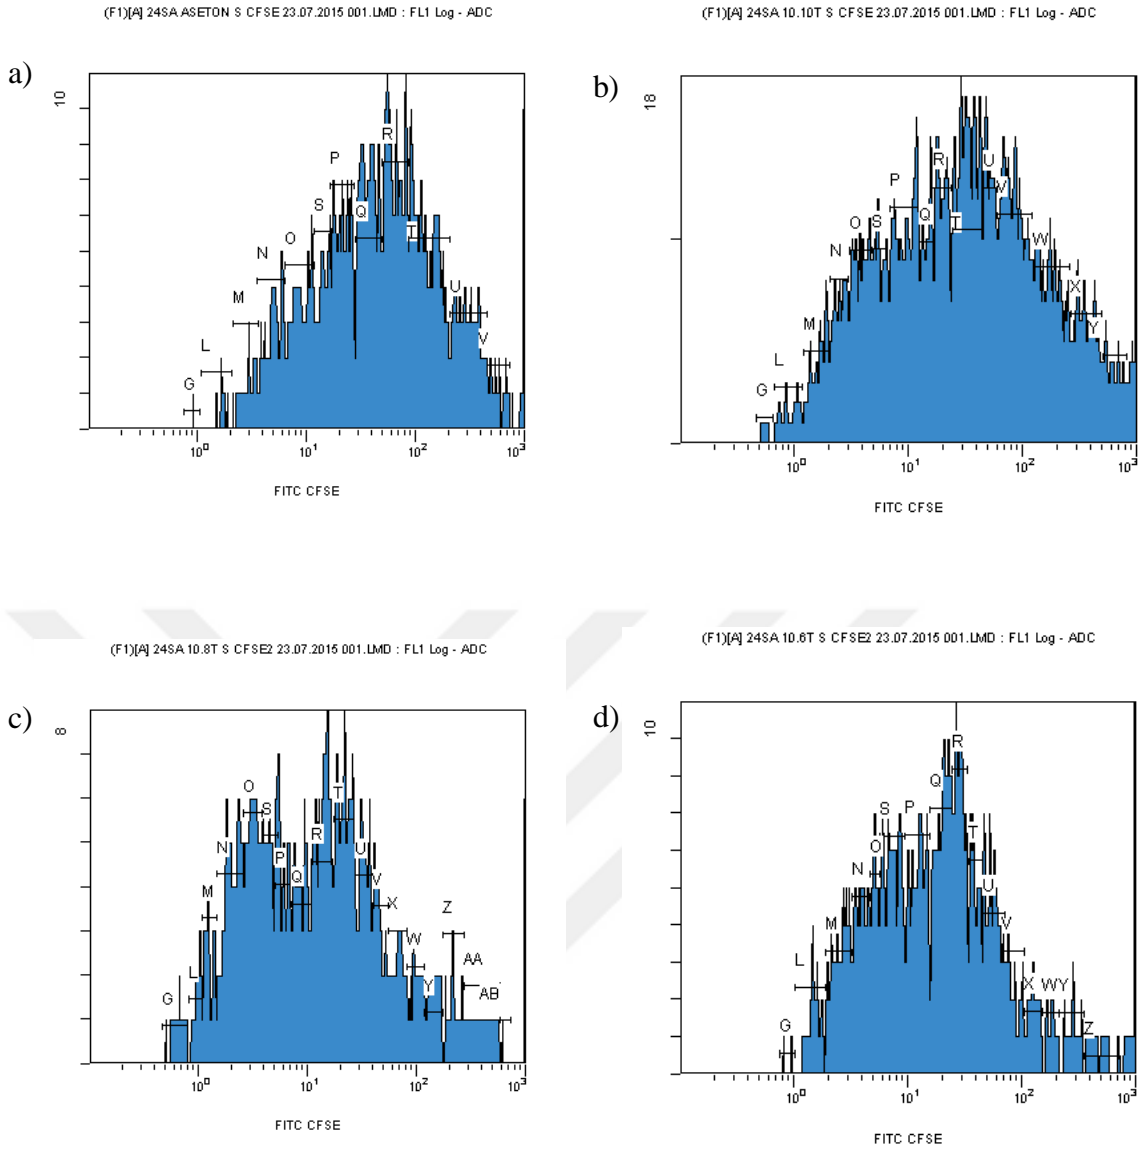 (F1)[A] 24SA ASETON S CFSE 23.07.2015 001.LMD : FL1 Log - ADC
a)
10
G L M N O S P Q R T U V
10⁰ 10¹ 10² 10³
FITC CFSE
(F1)[A] 24SA 10.10T S CFSE 23.07.2015 001.LMD : FL1 Log - ADC
b)
18
G L M N O S P Q R T U V W X Y
10⁰ 10¹ 10² 10³
FITC CFSE
(F1)[A] 24SA 10.8T S CFSE2 23.07.2015 001.LMD : FL1 Log - ADC
c)
8
G L M N O S P Q R T U V X W Y Z AA AB
10⁰ 10¹ 10² 10³
FITC CFSE
(F1)[A] 24SA 10.6T S CFSE2 23.07.2015 001.LMD : FL1 Log - ADC
d)
10
G L M N O S P Q R T U V X W Y Z
10⁰ 10¹ 10² 10³
FITC CFSE